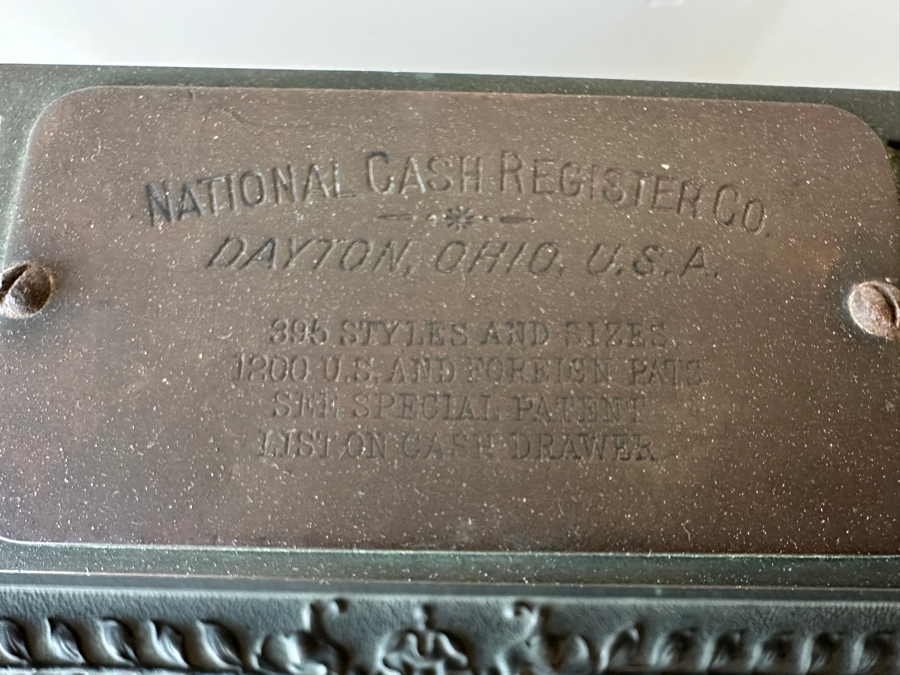 NATIONAL CASH REGISTER CO.
DAYTON, OHIO, U.S.A.
395 STYLES AND SIZES
1200 U.S. AND FOREIGN PATS
SEE SPECIAL PATENT
LIST ON CASH DRAWER